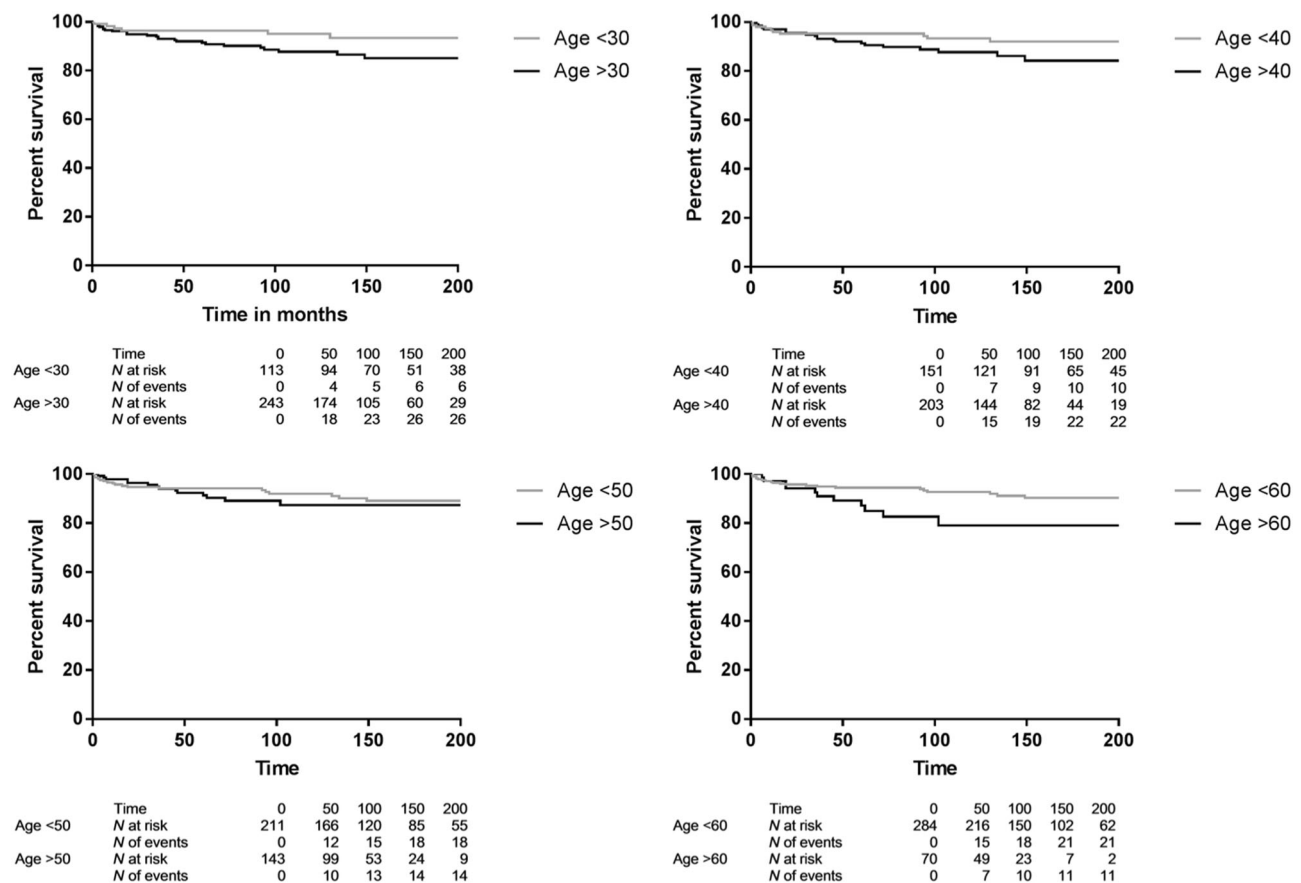 100
80
60
40
20
0
Percent survival
0 50 100 150 200
Time in months
Age <30
Age >30
Time 0 50 100 150 200
Age <30 N at risk 113 94 70 51 38
N of events 0 4 5 6 6
Age >30 N at risk 243 174 105 60 29
N of events 0 18 23 26 26
100
80
60
40
20
0
Percent survival
0 50 100 150 200
Time
Age <40
Age >40
Time 0 50 100 150 200
Age <40 N at risk 151 121 91 65 45
N of events 0 7 9 10 10
Age >40 N at risk 203 144 82 44 19
N of events 0 15 19 22 22
100
80
60
40
20
0
Percent survival
0 50 100 150 200
Time
Age <50
Age >50
Time 0 50 100 150 200
Age <50 N at risk 211 166 120 85 55
N of events 0 12 15 18 18
Age >50 N at risk 143 99 53 24 9
N of events 0 10 13 14 14
100
80
60
40
20
0
Percent survival
0 50 100 150 200
Time
Age <60
Age >60
Time 0 50 100 150 200
Age <60 N at risk 284 216 150 102 62
N of events 0 15 18 21 21
Age >60 N at risk 70 49 23 7 2
N of events 0 7 10 11 11